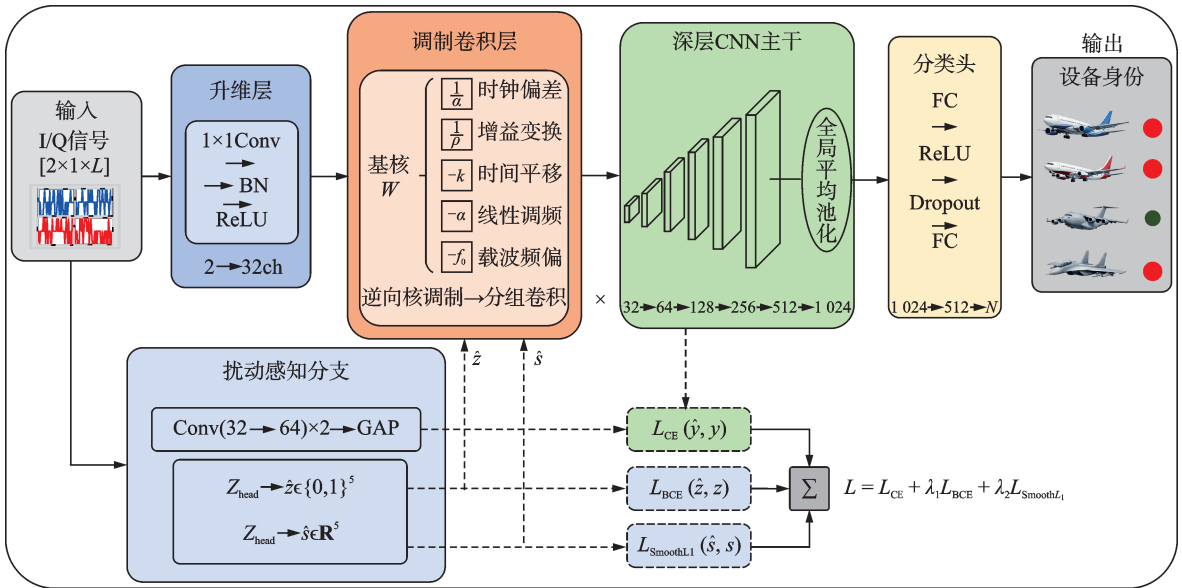 输入
I/Q信号
[2×1×L]
升维层
1×1Conv
→
→ BN
→
ReLU
2→32ch
调制卷积层
基核
W
1/α 时钟偏差
1/ρ 增益变换
-k 时间平移
-α 线性调频
-f₀ 载波频偏
逆向核调制→分组卷积
×
深层CNN主干
全局平均池化
32→64→128→256→512→1 024
分类头
FC
→
ReLU
→
Dropout
→
FC
1 024→512→N
输出
设备身份
扰动感知分支
Conv(32→64)×2→GAP
Z_head→ẑϵ{0,1}⁵
Z_head→ŝϵR⁵
ẑ
ŝ
L_CE (ŷ, y)
L_BCE (ẑ, z)
L_SmoothL1 (ŝ, s)
∑
L = L_CE + λ₁L_BCE + λ₂L_SmoothL₁